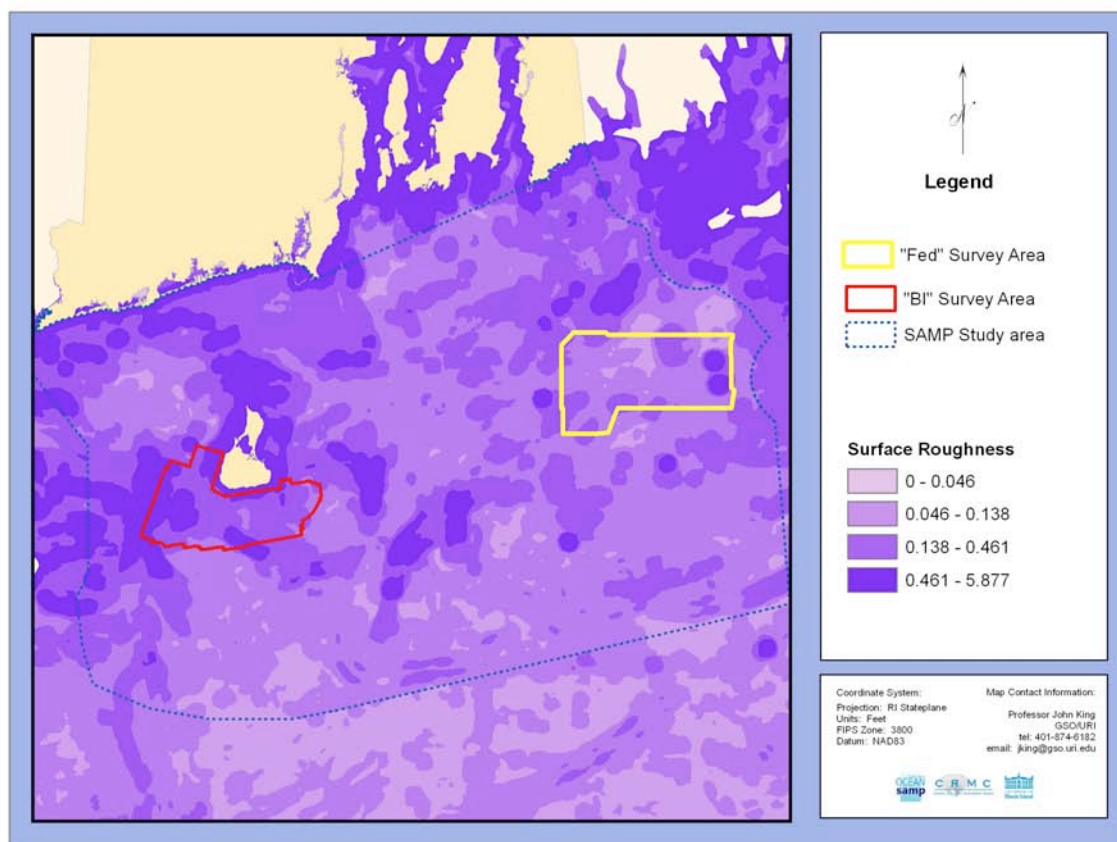 Legend
"Fed" Survey Area
"BI" Survey Area
SAMP Study area
Surface Roughness
0 - 0.046
0.046 - 0.138
0.138 - 0.461
0.461 - 5.877
Coordinate System:
Projection: RI Stateplane
Units: Feet
FIPS Zone: 3800
Datum: NAD83
Map Contact Information:
Professor John King
GSO/URI
tel: 401-874-6182
email: jking@gso.uri.edu
OCEAN
samp
CRMC